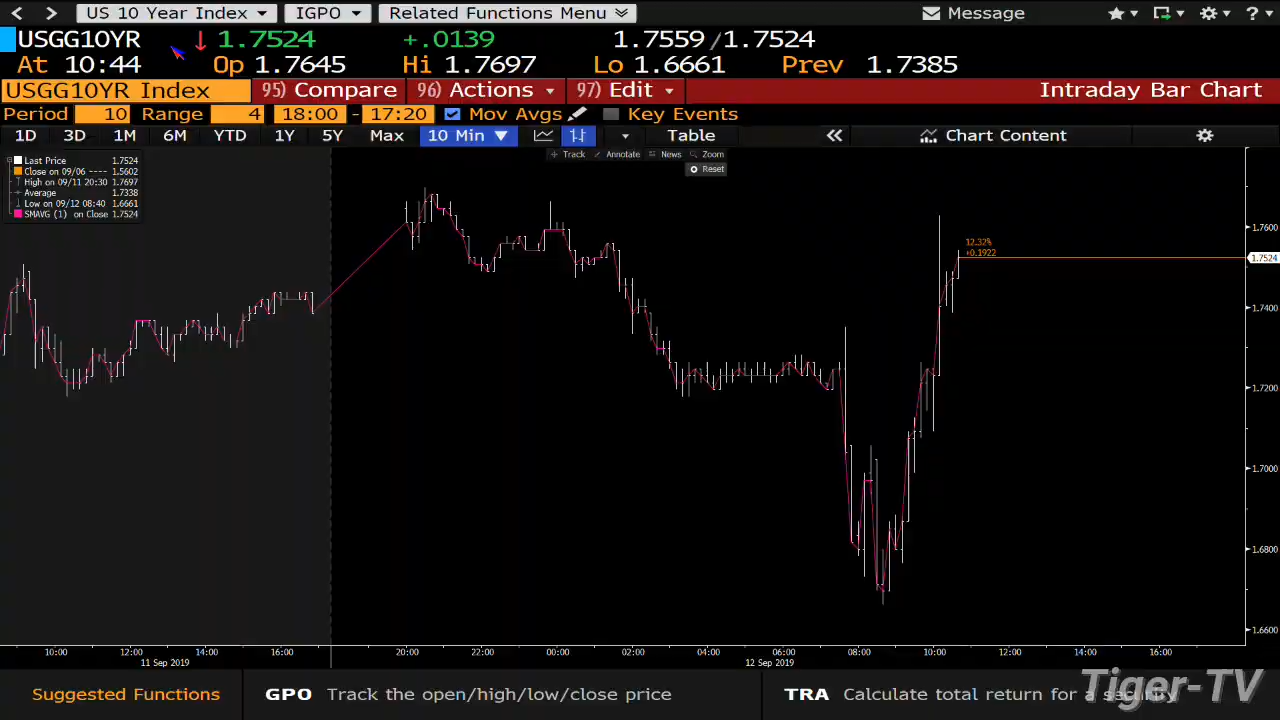 US 10 Year Index IGPO Related Functions Menu Message ?
USGG10YR 1.7524 +.0139 1.7559/1.7524
At 10:44 Op 1.7645 Hi 1.7697 Lo 1.6661 Prev 1.7385
USGG10YR Index 95) Compare 96) Actions 97) Edit Intraday Bar Chart
Period 10 Range 4 18:00 - 17:20 Mov Avgs Key Events
1D 3D 1M 6M YTD 1Y 5Y Max 10 Min Table Chart Content
Track Annotate News Zoom
Reset
Last Price 1.7524
Close on 09/06 ---- 1.5602
High on 09/11 20:30 1.7697
Average 1.7338
Low on 09/12 08:40 1.6661
SMAVG (1) on Close 1.7524
12.32%
+0.1922
1.7600
1.7524
1.7400
1.7200
1.7000
1.6800
1.6600
10:00 12:00 14:00 16:00 20:00 22:00 00:00 02:00 04:00 06:00 08:00 10:00 12:00 14:00 16:00
11 Sep 2019 12 Sep 2019
Suggested Functions GPO Track the open/high/low/close price TRA Calculate total return for a security
Tiger-TV